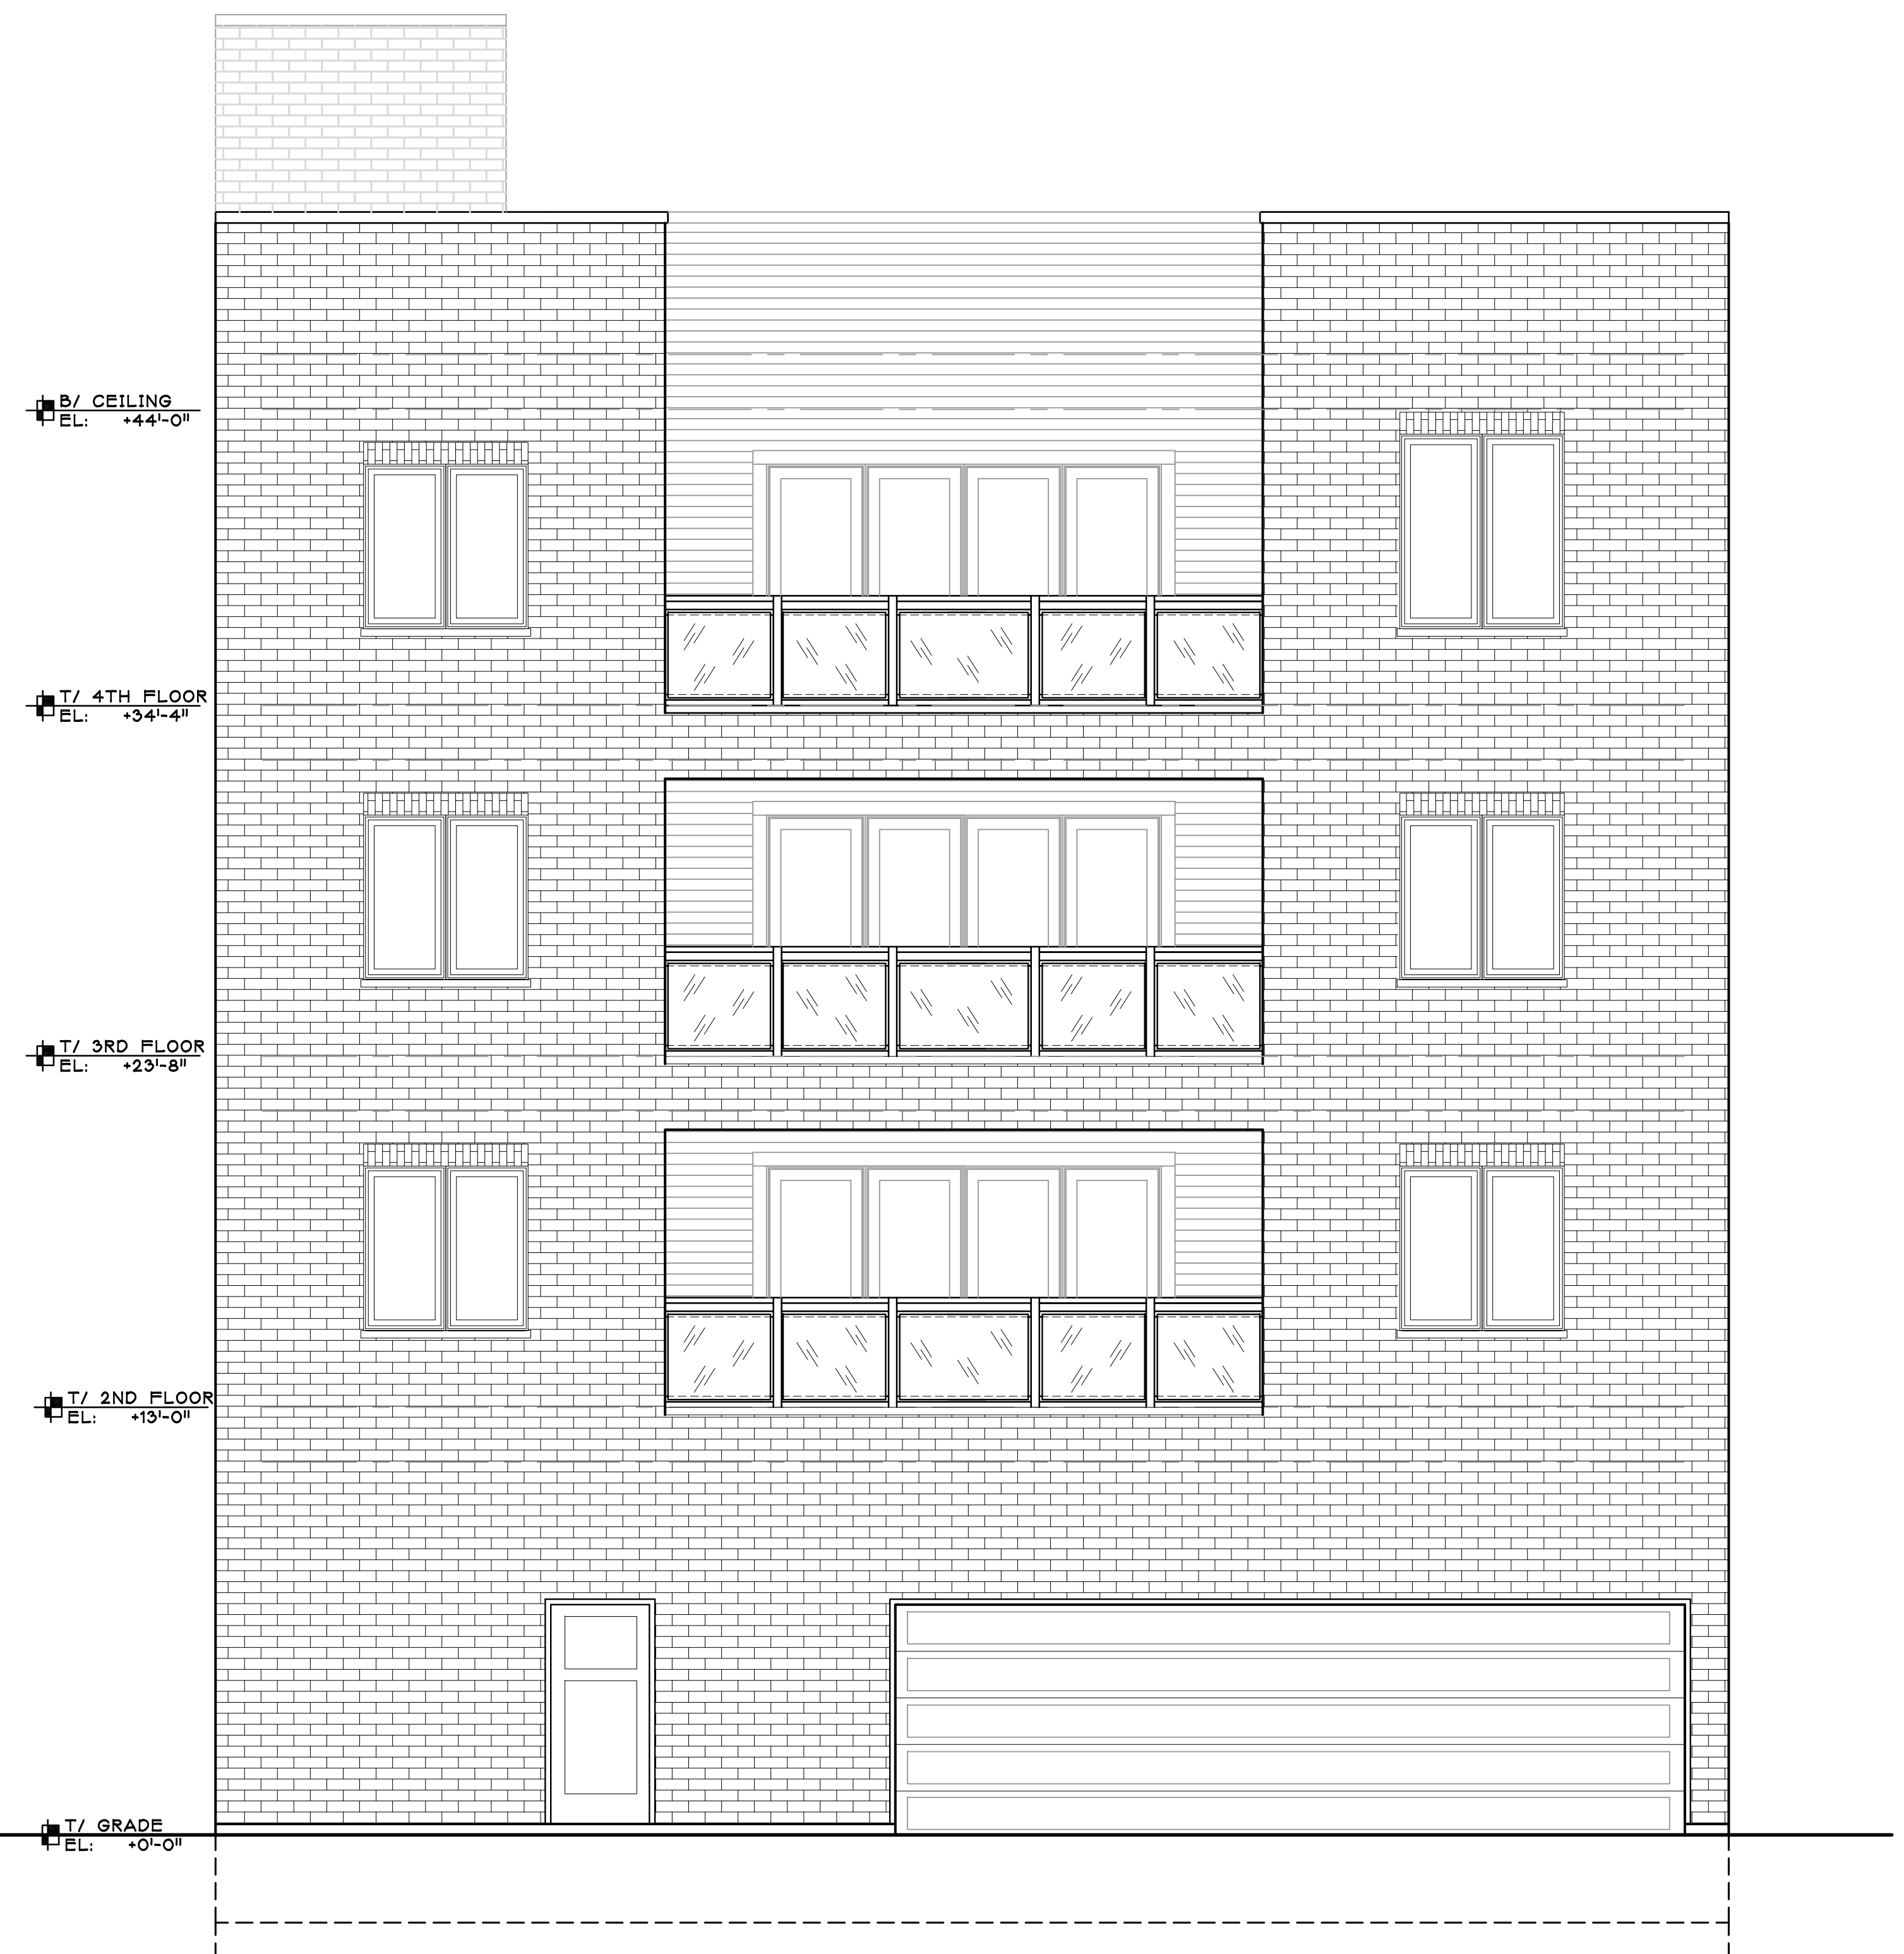 B/ CEILING
EL: +44'-0"
T/ 4TH FLOOR
EL: +34'-4"
T/ 3RD FLOOR
EL: +23'-8"
T/ 2ND FLOOR
EL: +13'-0"
T/ GRADE
EL: +0'-0"